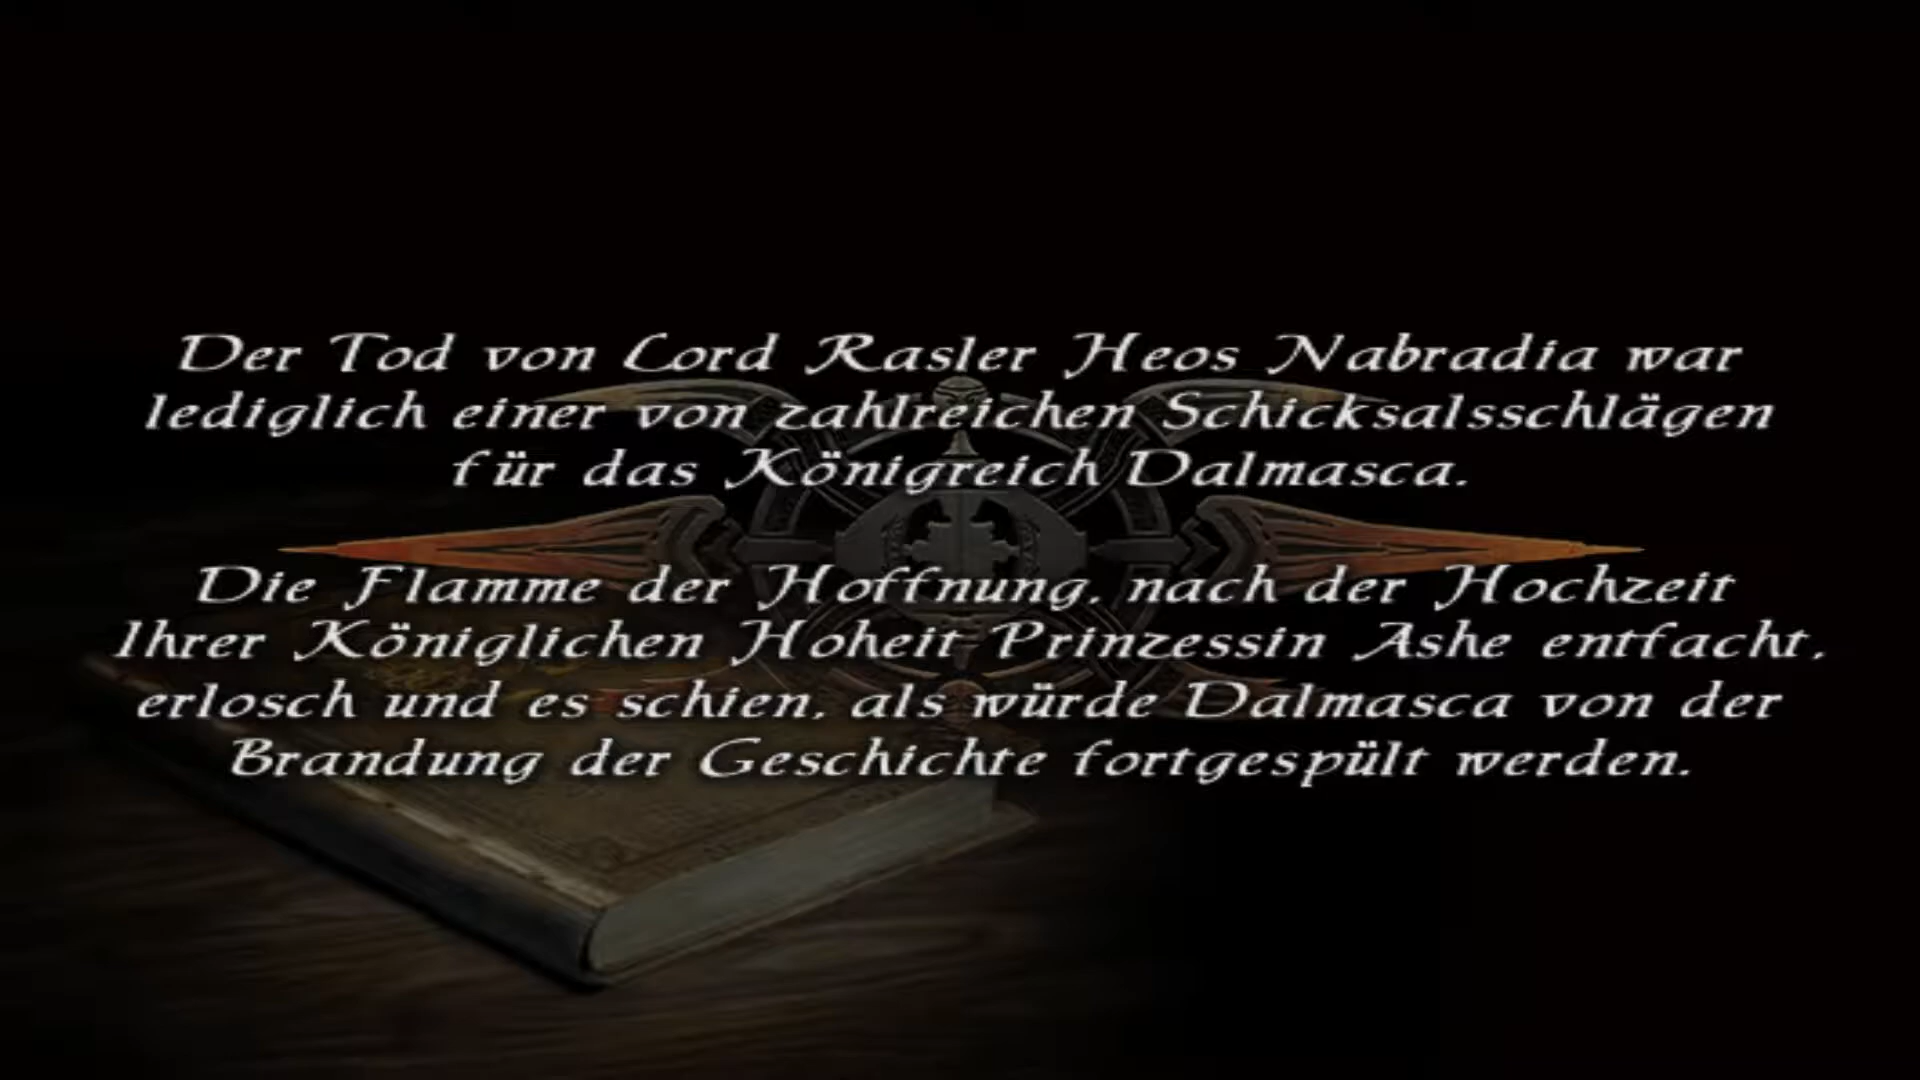 Der Tod von Lord Rasler Heos Nabradia war
lediglich einer von zahlreichen Schicksalsschlägen
für das Königreich Dalmasca.
Die Flamme der Hoffnung, nach der Hochzeit
Ihrer Königlichen Hoheit Prinzessin Ashe entfacht,
erlosch und es schien, als würde Dalmasca von der
Brandung der Geschichte fortgespült werden.